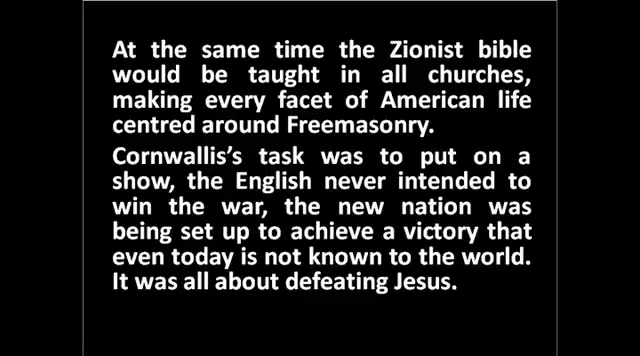 At the same time the Zionist bible
would be taught in all churches,
making every facet of American life
centred around Freemasonry.
Cornwallis's task was to put on a
show, the English never intended to
win the war, the new nation was
being set up to achieve a victory that
even today is not known to the world.
It was all about defeating Jesus.